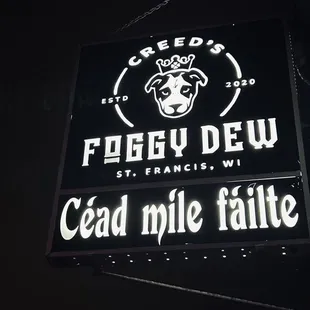 CREED'S
ESTD 2020
FOGGY DEW
ST. FRANCIS, WI
Céad míle fáilte